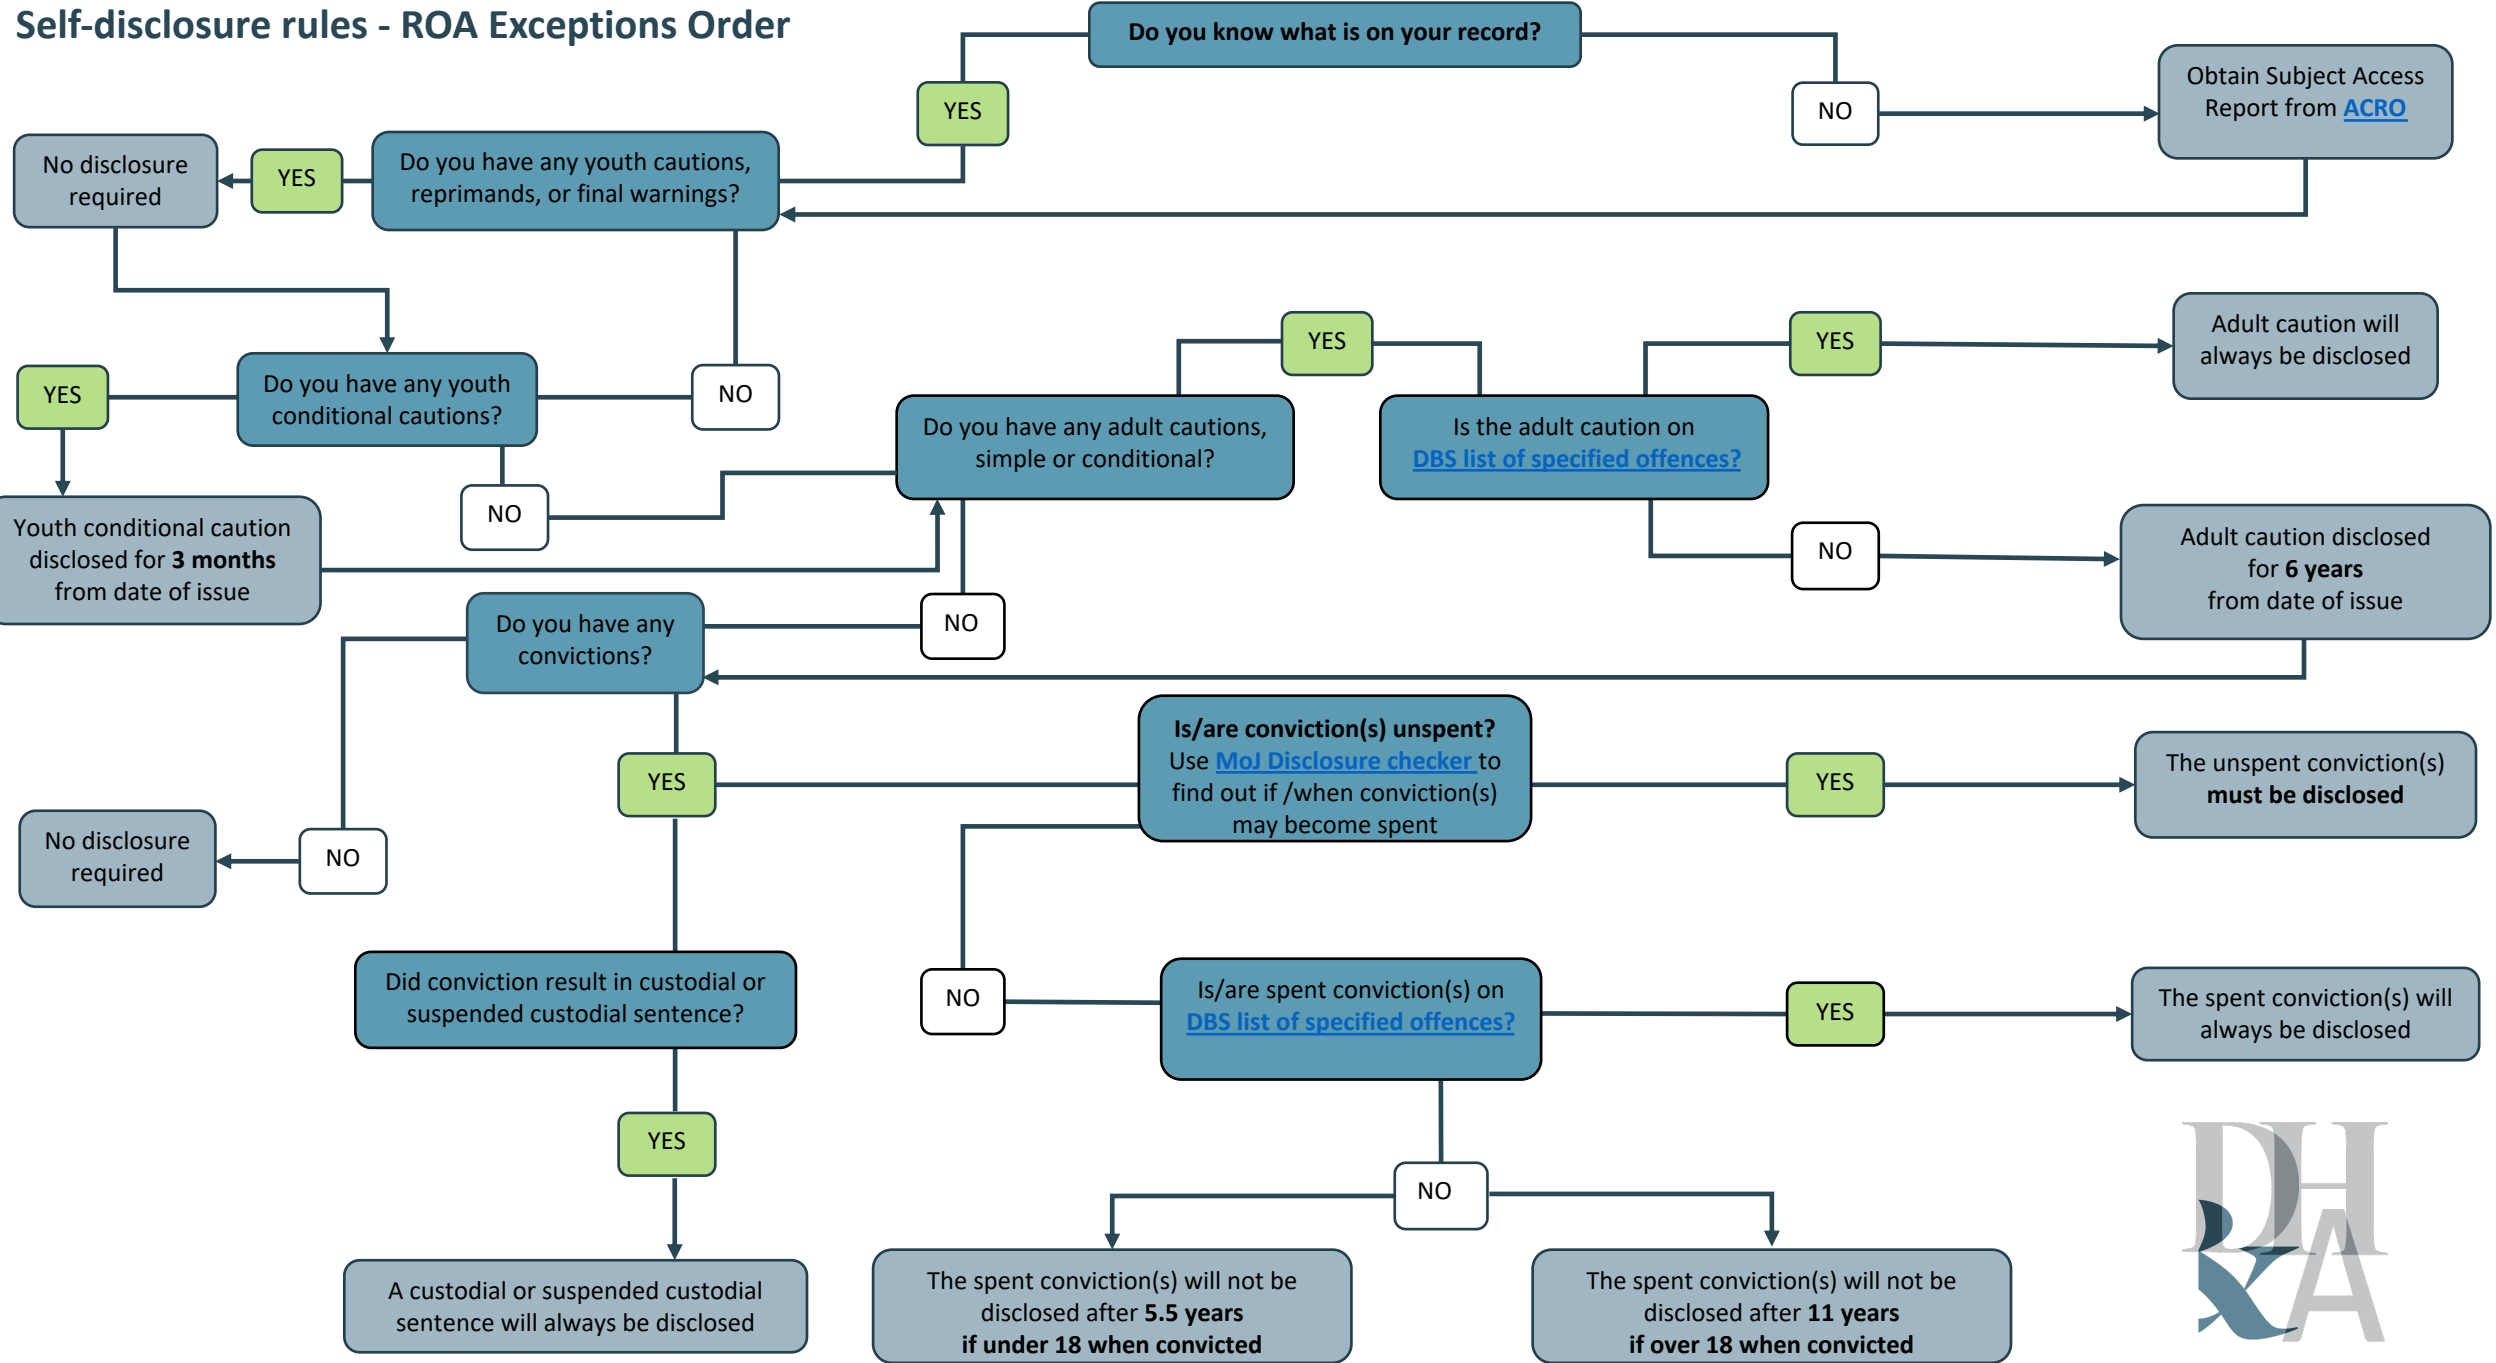 Self-disclosure rules - ROA Exceptions Order
Do you know what is on your record?
YES
NO
Obtain Subject Access
Report from ACRO
No disclosure
required
YES
Do you have any youth cautions,
reprimands, or final warnings?
YES
Do you have any youth
conditional cautions?
NO
YES
YES
Adult caution will
always be disclosed
Do you have any adult cautions,
simple or conditional?
Is the adult caution on
DBS list of specified offences?
NO
Youth conditional caution
disclosed for 3 months
from date of issue
NO
Adult caution disclosed
for 6 years
from date of issue
Do you have any
convictions?
NO
YES
Is/are conviction(s) unspent?
Use MoJ Disclosure checker to
find out if /when conviction(s)
may become spent
YES
The unspent conviction(s)
must be disclosed
No disclosure
required
NO
Did conviction result in custodial or
suspended custodial sentence?
NO
Is/are spent conviction(s) on
DBS list of specified offences?
YES
The spent conviction(s) will
always be disclosed
YES
NO
A custodial or suspended custodial
sentence will always be disclosed
The spent conviction(s) will not be
disclosed after 5.5 years
if under 18 when convicted
The spent conviction(s) will not be
disclosed after 11 years
if over 18 when convicted
DH
RA